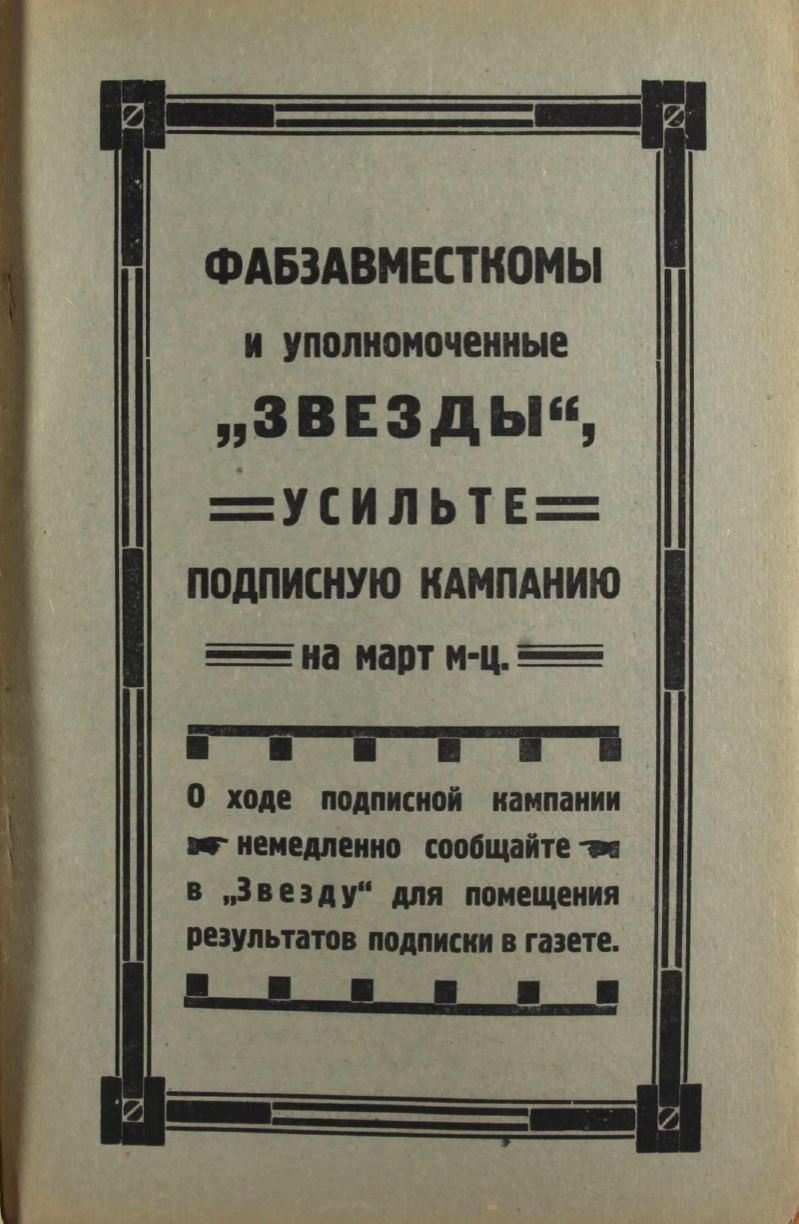 ФАБЗАВМЕСТКОМЫ
и уполномоченные
„ЗВЕЗДЫ“,
УСИЛЬТЕ
ПОДПИСНУЮ КАМПАНИЮ
на март м-ц.
О ходе подписной кампании
немедленно сообщайте
в „Звезду“ для помещения
результатов подписки в газете.